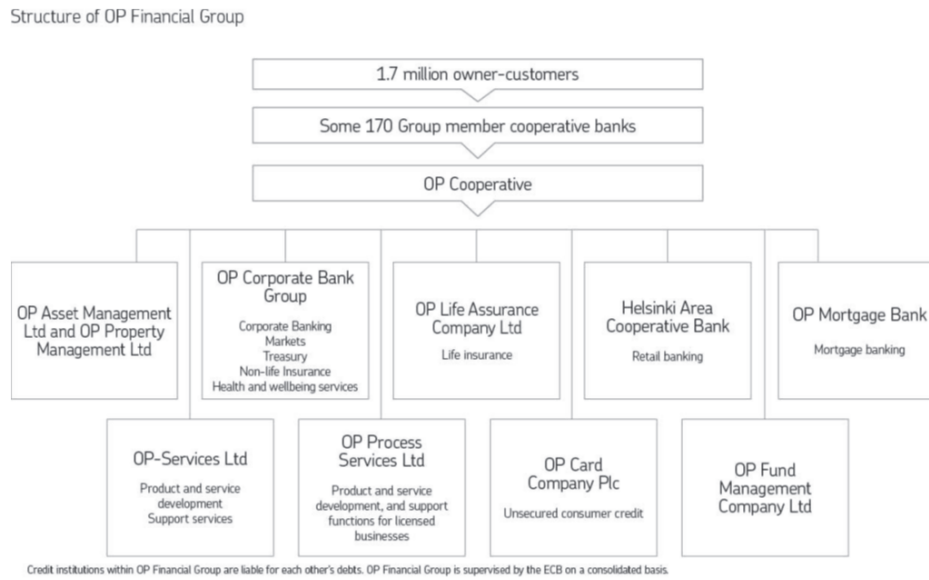 Structure of OP Financial Group
1.7 million owner-customers
Some 170 Group member cooperative banks
OP Cooperative
OP Asset Management
Ltd and OP Property
Management Ltd
OP Corporate Bank
Group
Corporate Banking
Markets
Treasury
Non-life Insurance
Health and wellbeing services
OP Life Assurance
Company Ltd
Life insurance
Helsinki Area
Cooperative Bank
Retail banking
OP Mortgage Bank
Mortgage banking
OP-Services Ltd
Product and service
development
Support services
OP Process
Services Ltd
Product and service
development, and support
functions for licensed
businesses
OP Card
Company Plc
Unsecured consumer credit
OP Fund
Management
Company Ltd
Credit institutions within OP Financial Group are liable for each other's debts. OP Financial Group is supervised by the ECB on a consolidated basis.